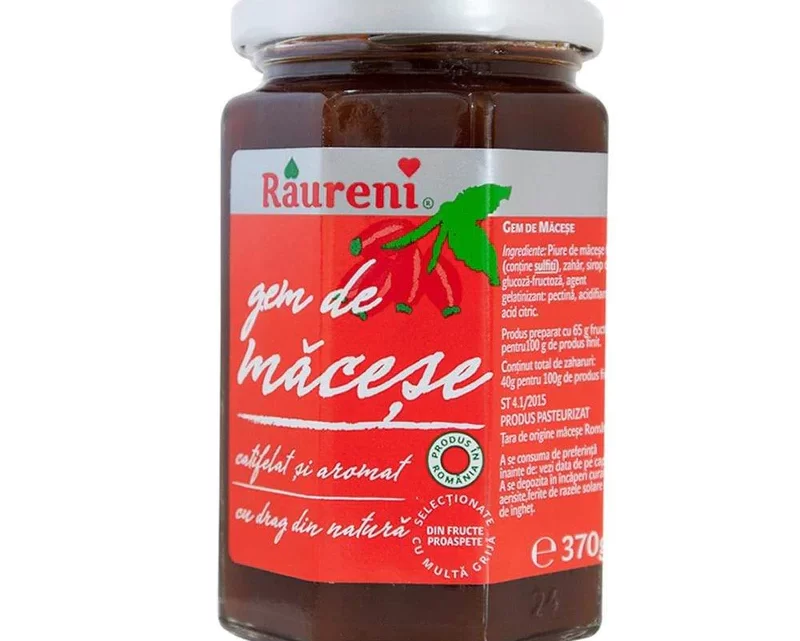 Râureni®
gem de
măceșe
catifelat și aromat
cu drag din natură
PRODUS ÎN ROMÂNIA
SELECȚIONATE CU MULTĂ GRIJĂ
DIN FRUCTE
PROASPETE
GEM DE MĂCEȘE
Ingrediente: Piure de măceșe
(conține sulfiți), zahăr, sirop
glucoză-fructoză, agent
gelatinizant: pectină,
acid citric.
Produs preparat cu 65 g
pentru100 g de produs finit.
Conținut total de zaharuri:
40g pentru 100g de produs
ST 4.1/2015
PRODUS PASTEURIZAT
Țara de origine măceșe
A se consuma de preferință
înainte de: vezi data de pe
A se depozita în încăperi
aerisite,ferite de razele solare
de îngheț.
e 370g
24